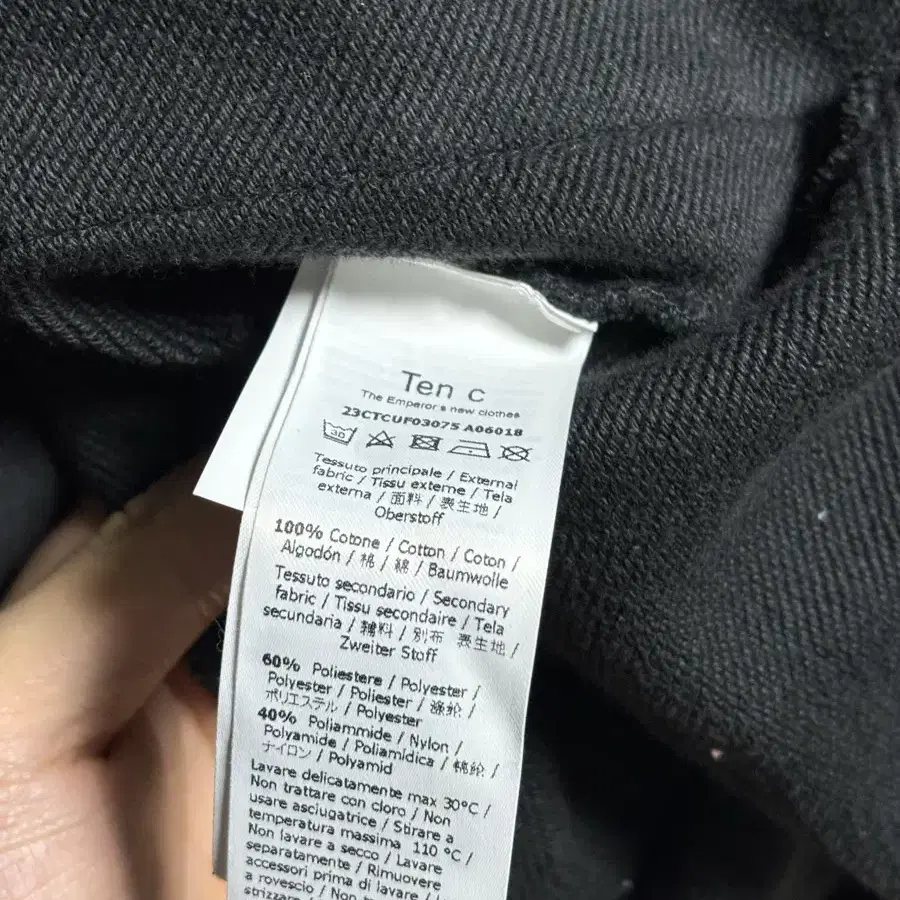 Ten c
The Emperor's new clothes
23CTCUF03075 A06018
30
Tessuto principale / External
fabric / Tissu externe / Tela
externa / 面料 / 表生地 /
Oberstoff
100% Cotone / Cotton / Coton /
Algodón / 棉 / 綿 / Baumwolle
Tessuto secondario / Secondary
fabric / Tissu secondaire / Tela
secundaria / 辅料 / 別布 表生地 /
Zweiter Stoff
60% Poliestere / Polyester /
Polyester / Poliester / 涤纶 /
ポリエステル / Polyester
40% Poliammide / Nylon /
Polyamide / Poliamídica / 棉纶 /
ナイロン / Polyamid
Lavare delicatamente max 30°C /
Non trattare con cloro / Non
usare asciugatrice / Stirare a
temperatura massima 110 °C /
Non lavare a secco / Lavare
separatamente / Rimuovere
accessori prima di lavare /
a rovescio / Non
strizzare